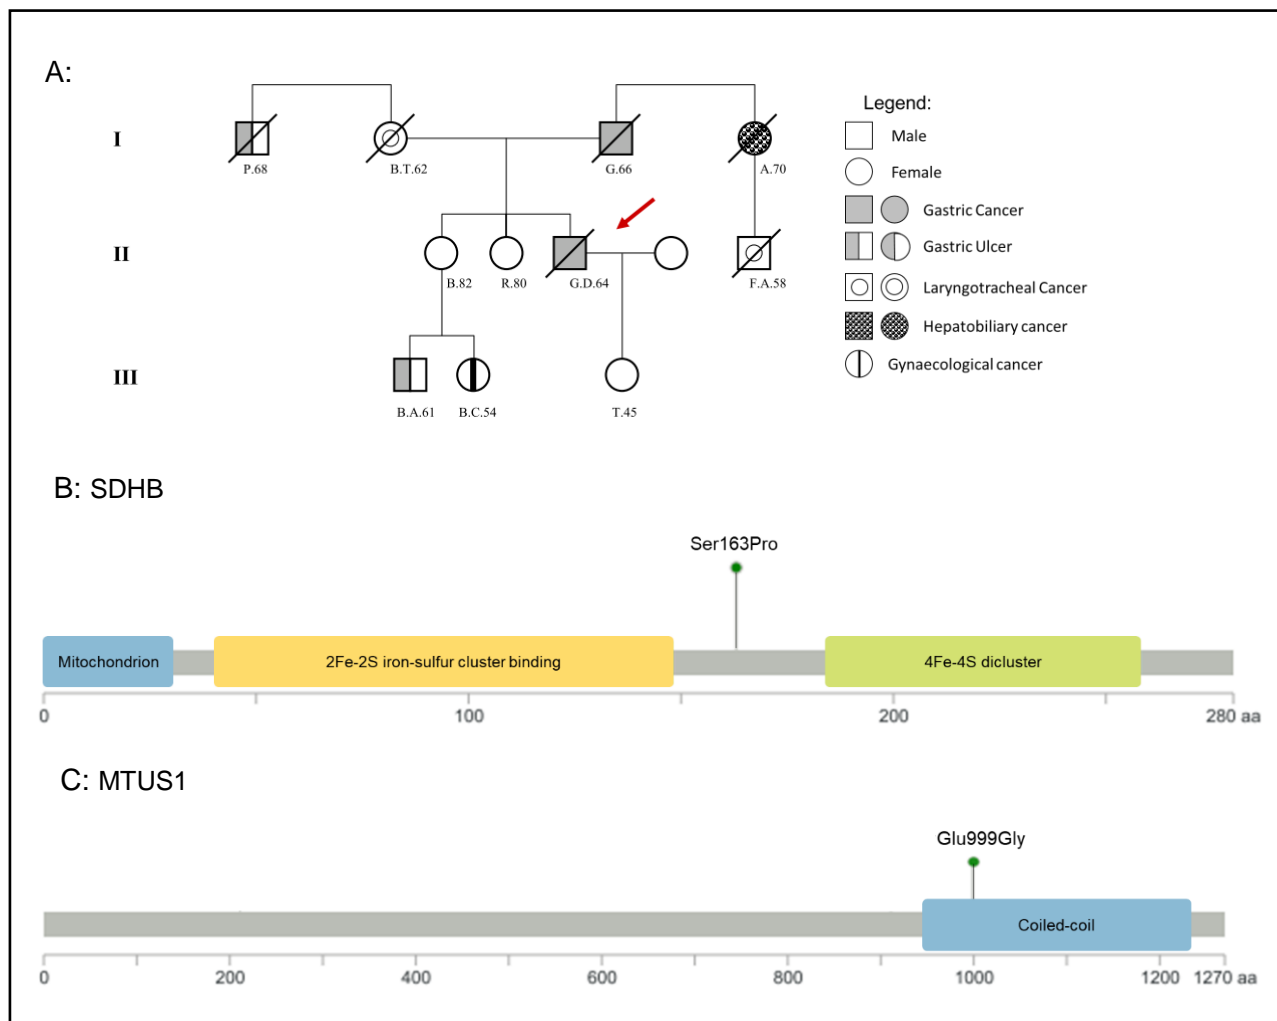 A:
Legend:
I
Male
P.68 B.T.62 G.66 A.70
Female
Gastric Cancer
II
Gastric Ulcer
B.82 R.80 G.D.64 F.A.58
Laryngotracheal Cancer
Hepatobiliary cancer
III
Gynaecological cancer
B.A.61 B.C.54 T.45
B: SDHB
Ser163Pro
Mitochondrion 2Fe-2S iron-sulfur cluster binding 4Fe-4S dicluster
0 100 200 280 aa
C: MTUS1
Glu999Gly
Coiled-coil
0 200 400 600 800 1000 1200 1270 aa